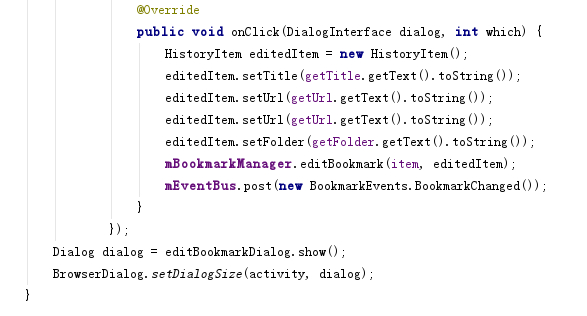 @Override
public void onClick(DialogInterface dialog, int which) {
HistoryItem editedItem = new HistoryItem();
editedItem.setTitle(getTitle.getText().toString());
editedItem.setUrl(getUrl.getText().toString());
editedItem.setUrl(getUrl.getText().toString());
editedItem.setFolder(getFolder.getText().toString());
mBookmarkManager.editBookmark(item, editedItem);
mEventBus.post(new BookmarkEvents.BookmarkChanged());
}
});
Dialog dialog = editBookmarkDialog.show();
BrowserDialog.setDialogSize(activity, dialog);
}